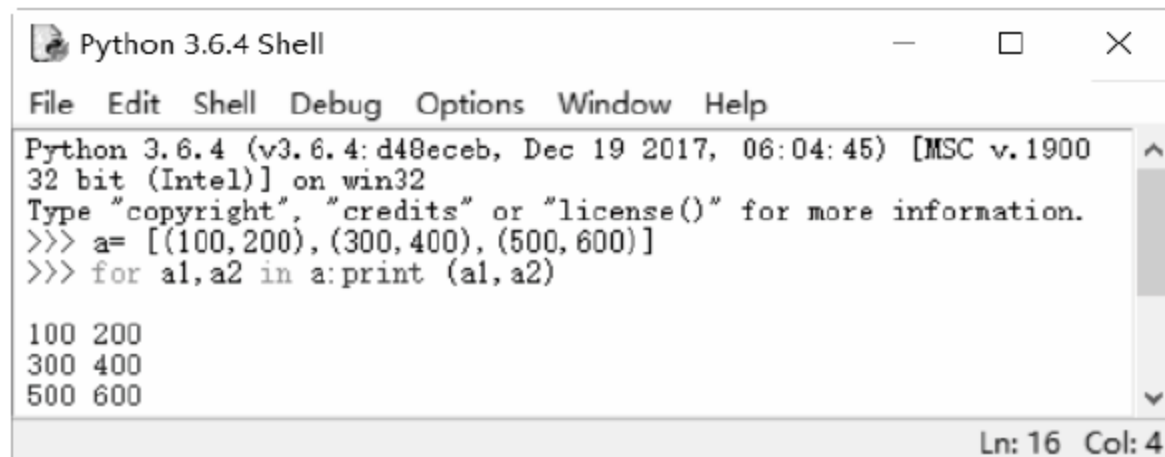 Python 3.6.4 Shell
File Edit Shell Debug Options Window Help
Python 3.6.4 (v3.6.4:d48eceb, Dec 19 2017, 06:04:45) [MSC v.1900
32 bit (Intel)] on win32
Type "copyright", "credits" or "license()" for more information.
>>> a= [(100,200),(300,400),(500,600)]
>>> for a1,a2 in a:print (a1,a2)
100 200
300 400
500 600
Ln: 16 Col: 4